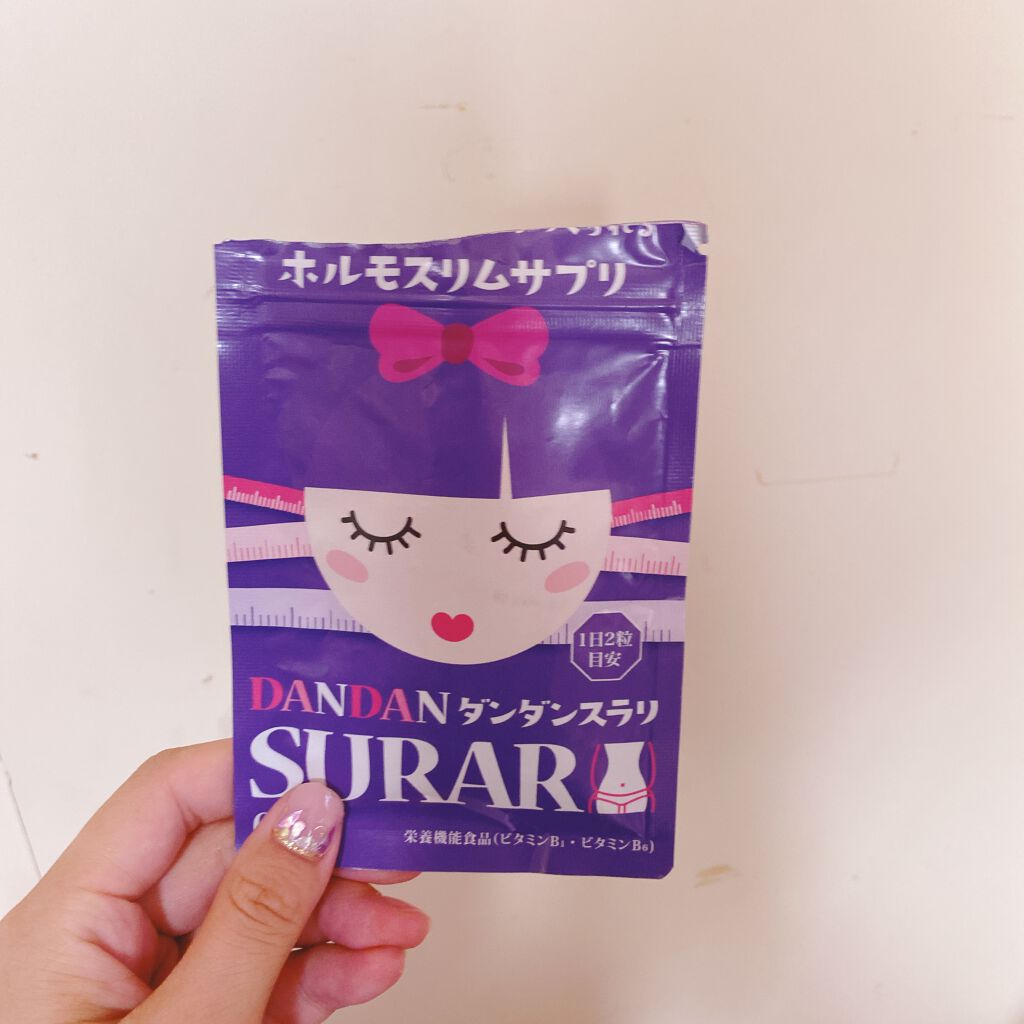 ホルモスリムサプリ
1日2粒
目安
DANDAN ダンダンスラリ
SURARI
栄養機能食品(ビタミンB₁・ビタミンB₆)